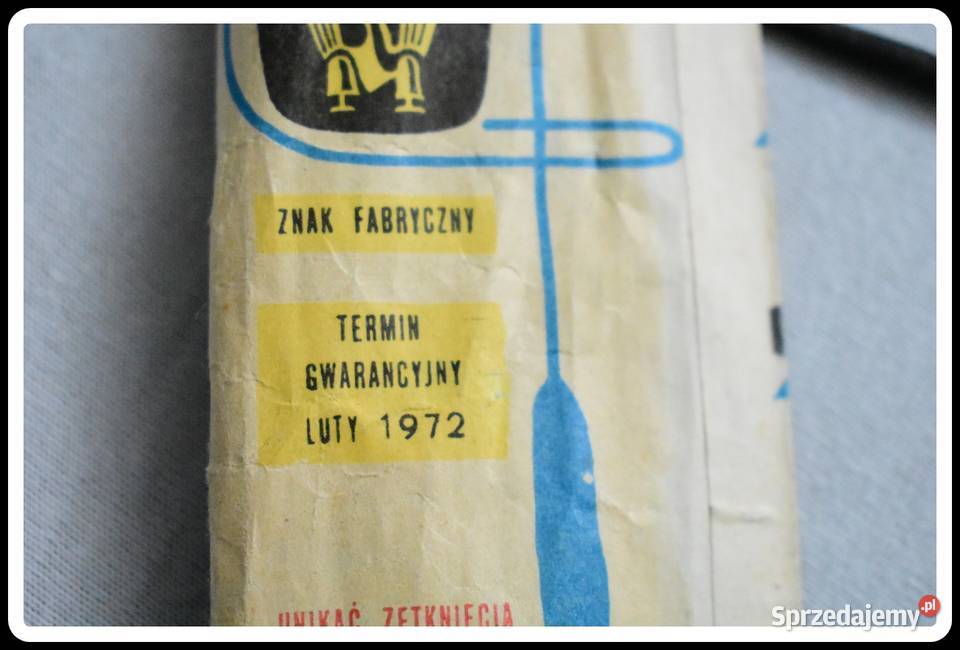 ZNAK FABRYCZNY
TERMIN
GWARANCYJNY
LUTY 1972
UNIKAĆ ZETKNIĘCIA
Sprzedajemy.pl